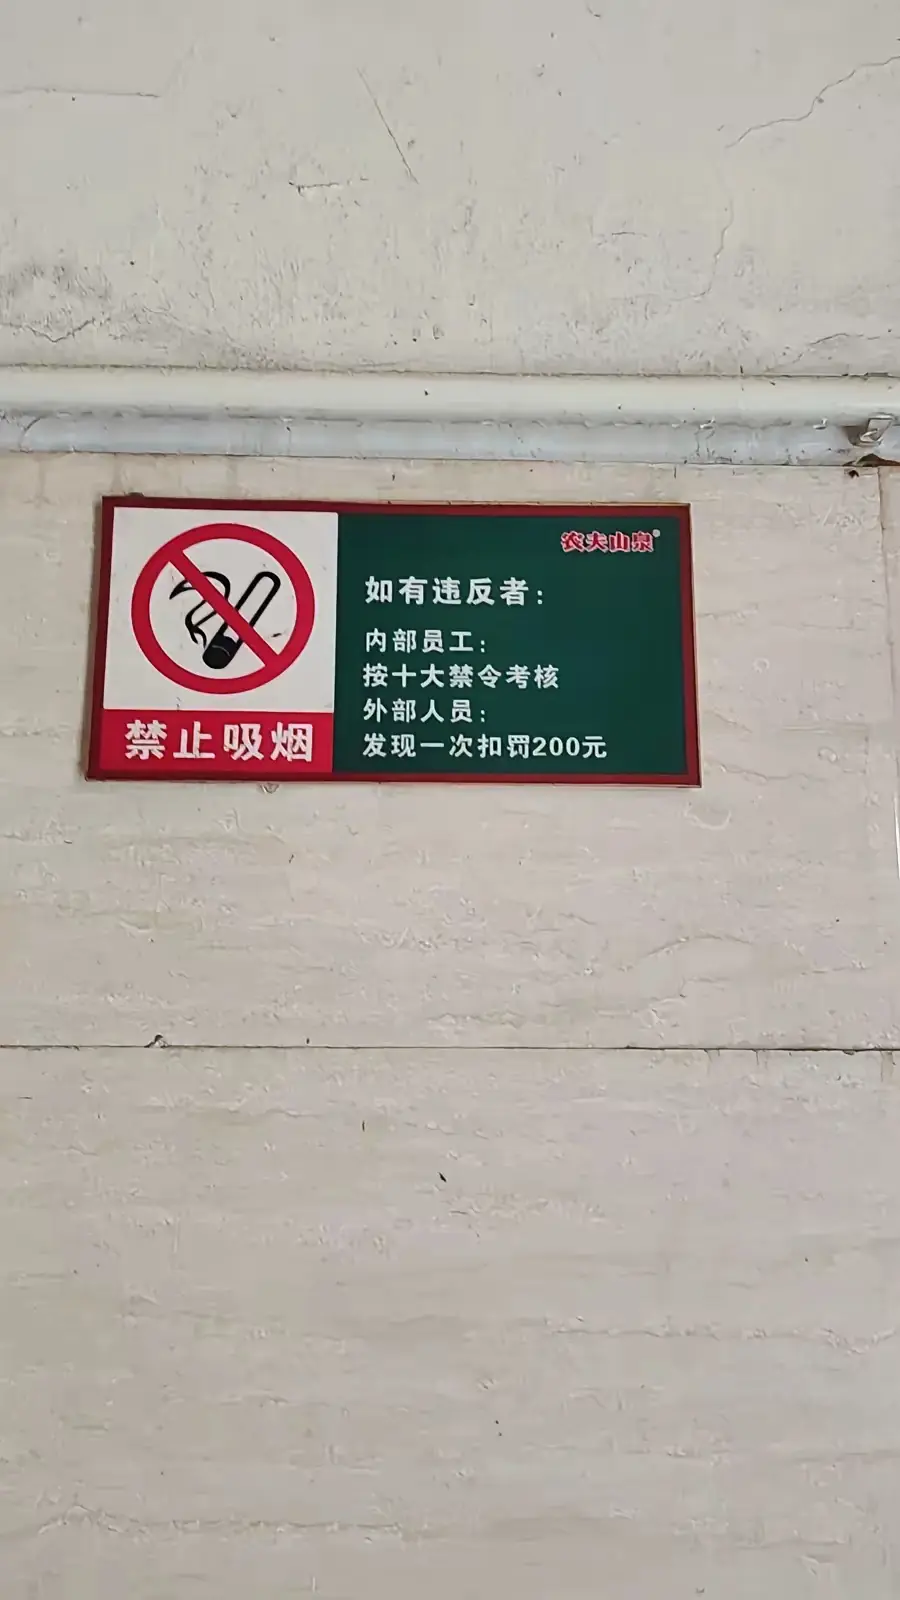 农夫山泉®
如有违反者：
内部员工：
按十大禁令考核
外部人员：
发现一次扣罚200元
禁止吸烟